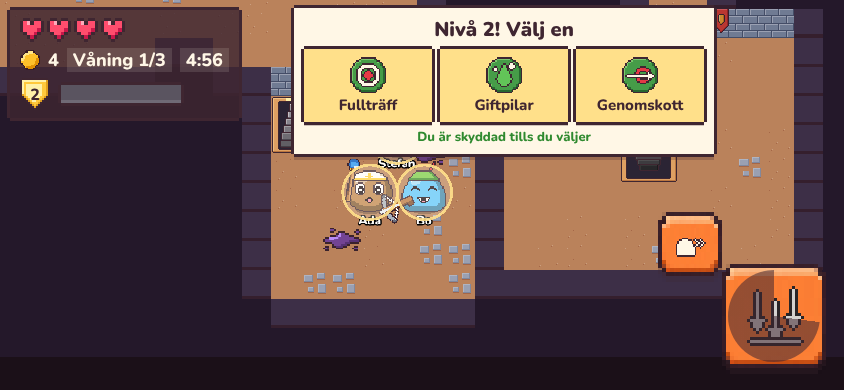 Nivå 2! Välj en
4 Våning 1/3 4:56
2
Fullträff Giftpilar Genomskott
Du är skyddad tills du väljer
Stefan
Ada Bo